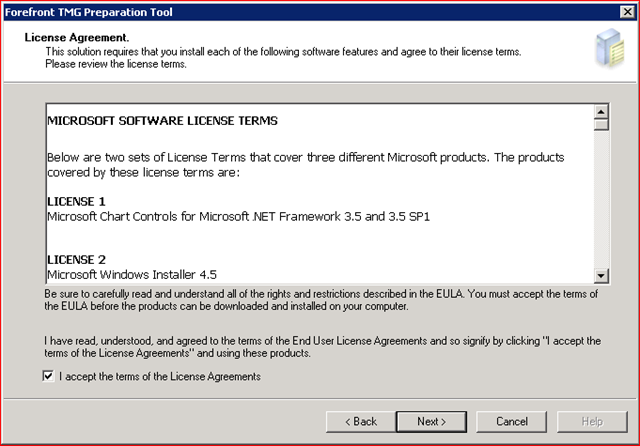 Forefront TMG Preparation Tool
License Agreement.
This solution requires that you install each of the following software features and agree to their license terms.
Please review the license terms.
MICROSOFT SOFTWARE LICENSE TERMS
Below are two sets of License Terms that cover three different Microsoft products. The products
covered by these license terms are:
LICENSE 1
Microsoft Chart Controls for Microsoft .NET Framework 3.5 and 3.5 SP1
LICENSE 2
Microsoft Windows Installer 4.5
Be sure to carefully read and understand all of the rights and restrictions described in the EULA. You must accept the terms of
the EULA before the products can be downloaded and installed on your computer.
I have read, understood, and agreed to the terms of the End User License Agreements and so signify by clicking "I accept the
terms of the License Agreements" and using these products.
I accept the terms of the License Agreements
< Back Next > Cancel Help